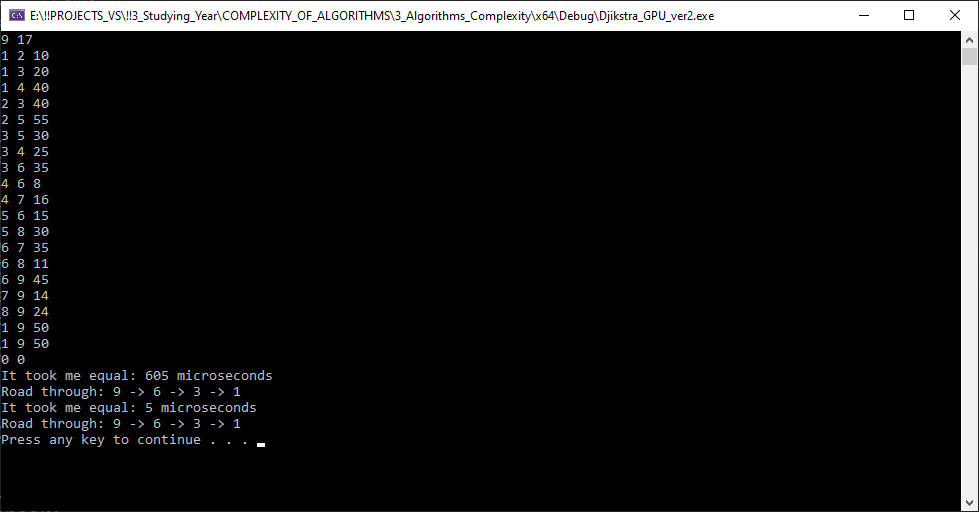 E:\!!PROJECTS_VS\!!3_Studying_Year\COMPLEXITY_OF_ALGORITHMS\3_Algorithms_Complexity\x64\Debug\Djikstra_GPU_ver2.exe
9 17
1 2 10
1 3 20
1 4 40
2 3 40
2 5 55
3 5 30
3 4 25
3 6 35
4 6 8
4 7 16
5 6 15
5 8 30
6 7 35
6 8 11
6 9 45
7 9 14
8 9 24
1 9 50
1 9 50
0 0
It took me equal: 605 microseconds
Road through: 9 -> 6 -> 3 -> 1
It took me equal: 5 microseconds
Road through: 9 -> 6 -> 3 -> 1
Press any key to continue . . .